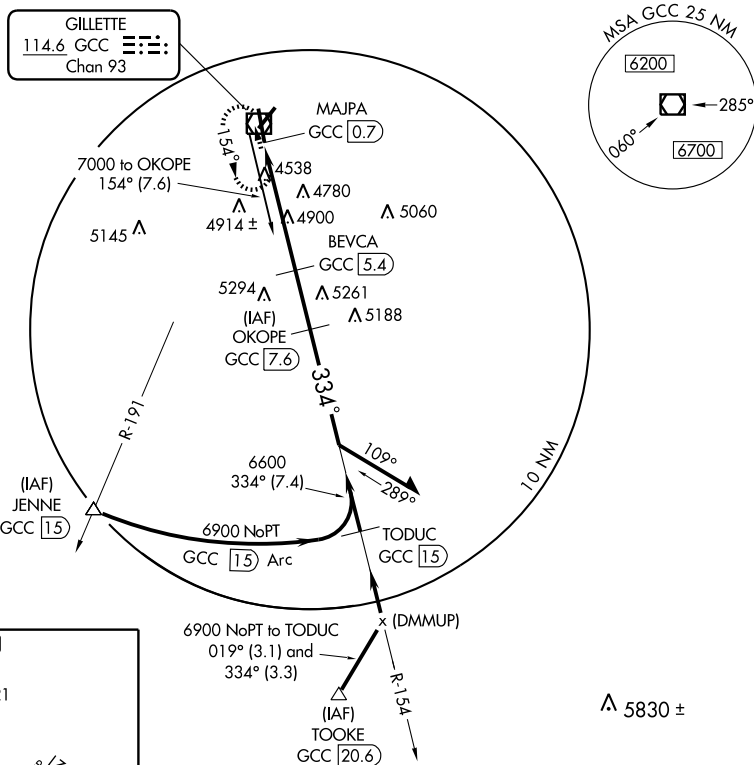 GILLETTE
114.6 GCC
Chan 93
MSA GCC 25 NM
6200
285°
060°
6700
MAJPA
GCC 0.7
154°
7000 to OKOPE
154° (7.6)
4538
4780
4914 ±
4900
5060
5145
BEVCA
GCC 5.4
5294
5261
5188
(IAF)
OKOPE
GCC 7.6
334°
R-191
109°
289°
10 NM
6600
334° (7.4)
(IAF)
JENNE
GCC 15
6900 NoPT
GCC 15 Arc
TODUC
GCC 15
x (DMMUP)
6900 NoPT to TODUC
019° (3.1) and
334° (3.3)
R-154
(IAF)
TOOKE
GCC 20.6
5830 ±